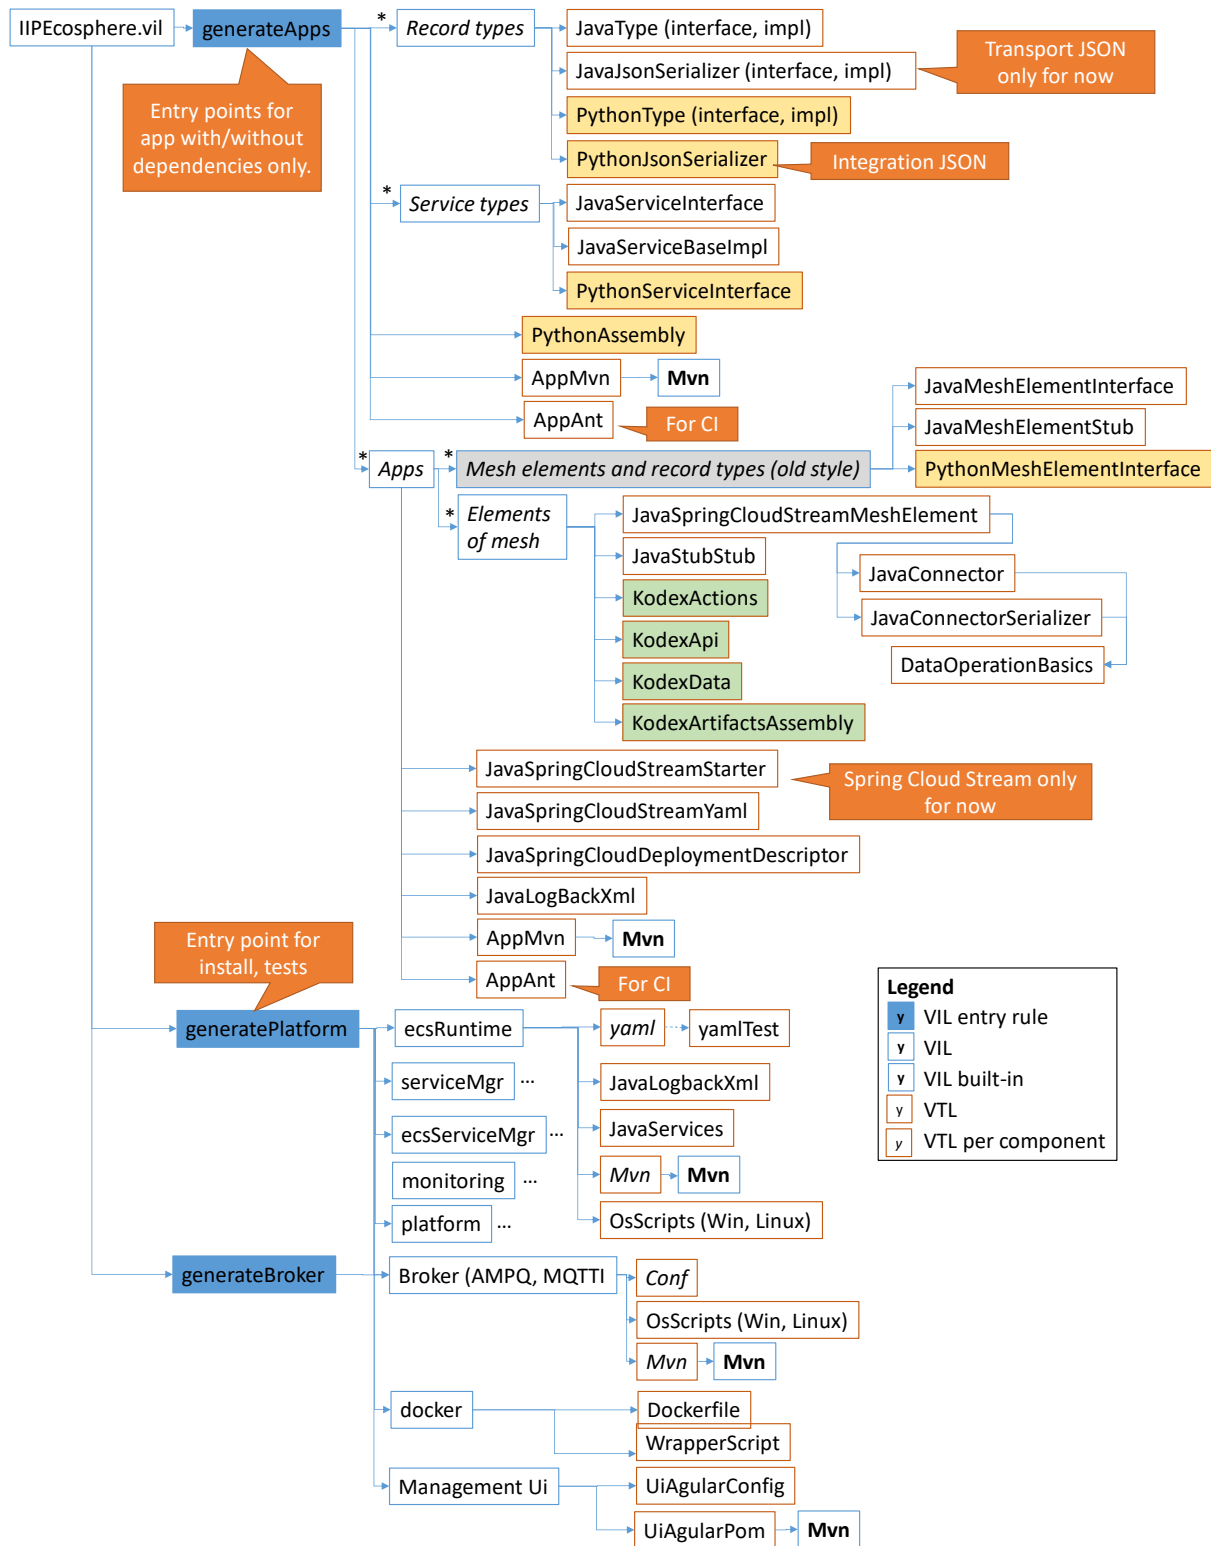 IIPEcosphere.vil
generateApps
*
Record types
JavaType (interface, impl)
JavaJsonSerializer (interface, impl)
Transport JSON
only for now
PythonType (interface, impl)
PythonJsonSerializer
Integration JSON
Entry points for
app with/without
dependencies only.
*
Service types
JavaServiceInterface
JavaServiceBaseImpl
PythonServiceInterface
PythonAssembly
AppMvn
Mvn
AppAnt
For CI
*
Apps
*
Mesh elements and record types (old style)
JavaMeshElementInterface
JavaMeshElementStub
PythonMeshElementInterface
*
Elements
of mesh
JavaSpringCloudStreamMeshElement
JavaStubStub
KodexActions
KodexApi
KodexData
KodexArtifactsAssembly
JavaConnector
JavaConnectorSerializer
DataOperationBasics
JavaSpringCloudStreamStarter
Spring Cloud Stream only
for now
JavaSpringCloudStreamYaml
JavaSpringCloudDeploymentDescriptor
JavaLogBackXml
AppMvn
Mvn
AppAnt
For CI
Entry point for
install, tests
generatePlatform
ecsRuntime
yaml
yamlTest
JavaLogbackXml
JavaServices
Mvn
Mvn
OsScripts (Win, Linux)
serviceMgr
...
ecsServiceMgr
...
monitoring
...
platform
...
Legend
y VIL entry rule
y VIL
y VIL built-in
y VTL
y VTL per component
generateBroker
Broker (AMPQ, MQTTI
Conf
OsScripts (Win, Linux)
Mvn
Mvn
docker
Dockerfile
WrapperScript
Management Ui
UiAgularConfig
UiAgularPom
Mvn